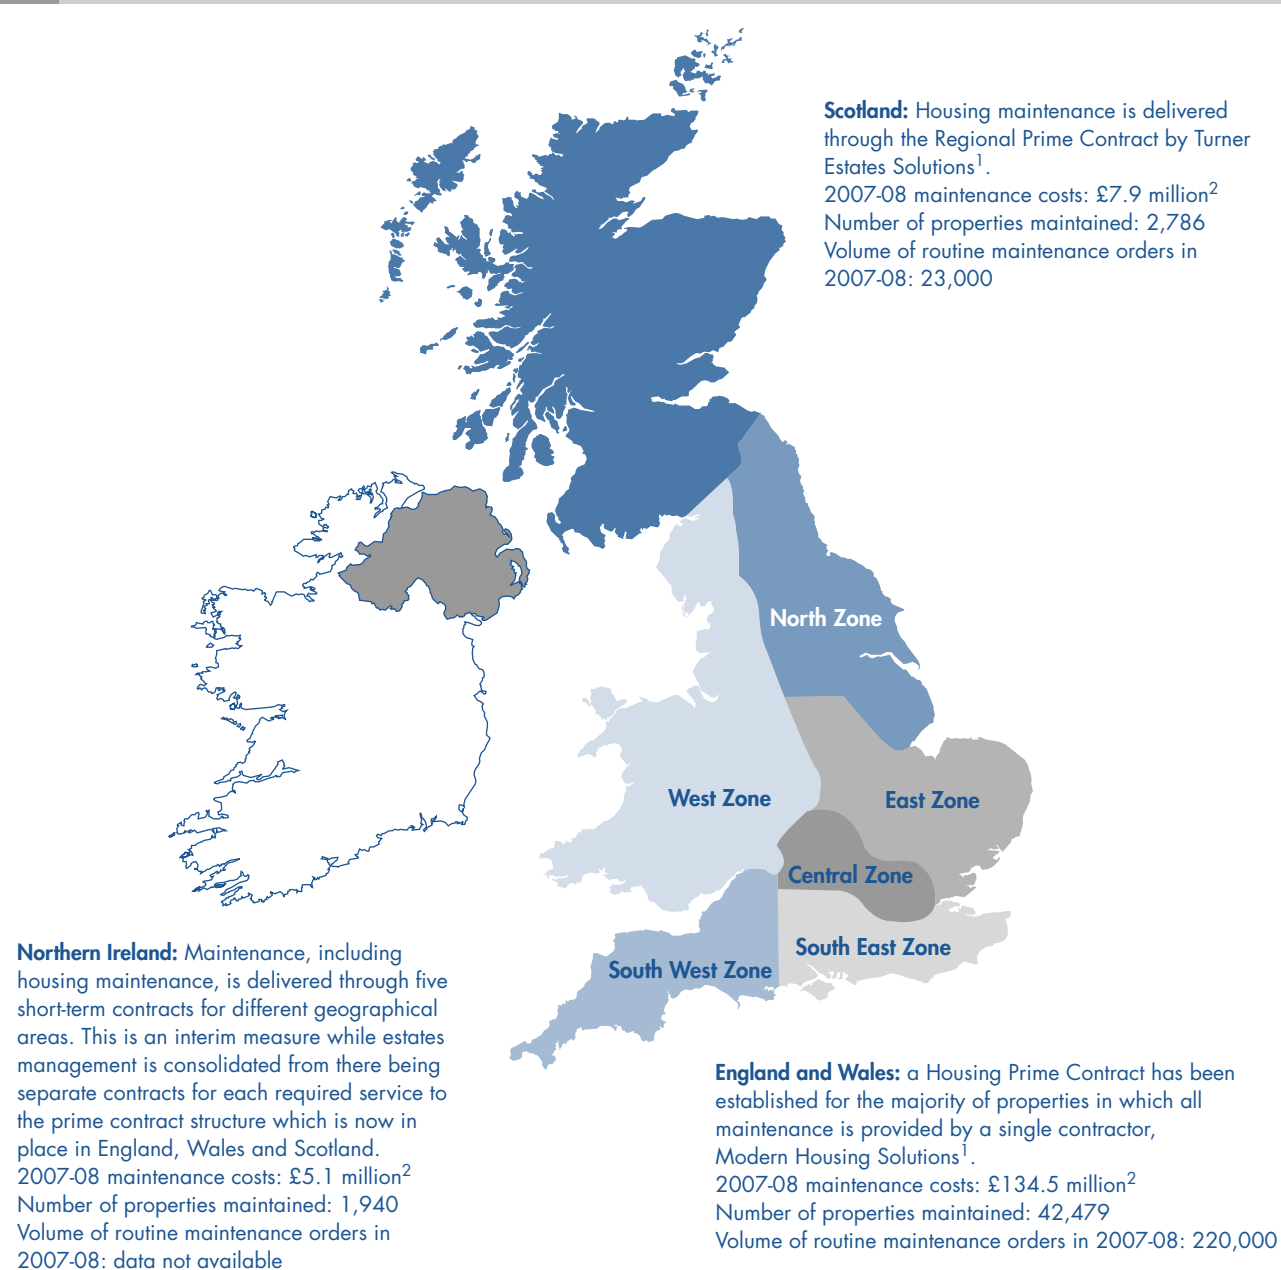 Scotland: Housing maintenance is delivered
through the Regional Prime Contract by Turner
Estates Solutions1.
2007-08 maintenance costs: £7.9 million2
Number of properties maintained: 2,786
Volume of routine maintenance orders in
2007-08: 23,000
North Zone
West Zone
East Zone
Central Zone
South East Zone
South West Zone
Northern Ireland: Maintenance, including
housing maintenance, is delivered through five
short-term contracts for different geographical
areas. This is an interim measure while estates
management is consolidated from there being
separate contracts for each required service to
the prime contract structure which is now in
place in England, Wales and Scotland.
2007-08 maintenance costs: £5.1 million2
Number of properties maintained: 1,940
Volume of routine maintenance orders in
2007-08: data not available
England and Wales: a Housing Prime Contract has been
established for the majority of properties in which all
maintenance is provided by a single contractor,
Modern Housing Solutions1.
2007-08 maintenance costs: £134.5 million2
Number of properties maintained: 42,479
Volume of routine maintenance orders in 2007-08: 220,000